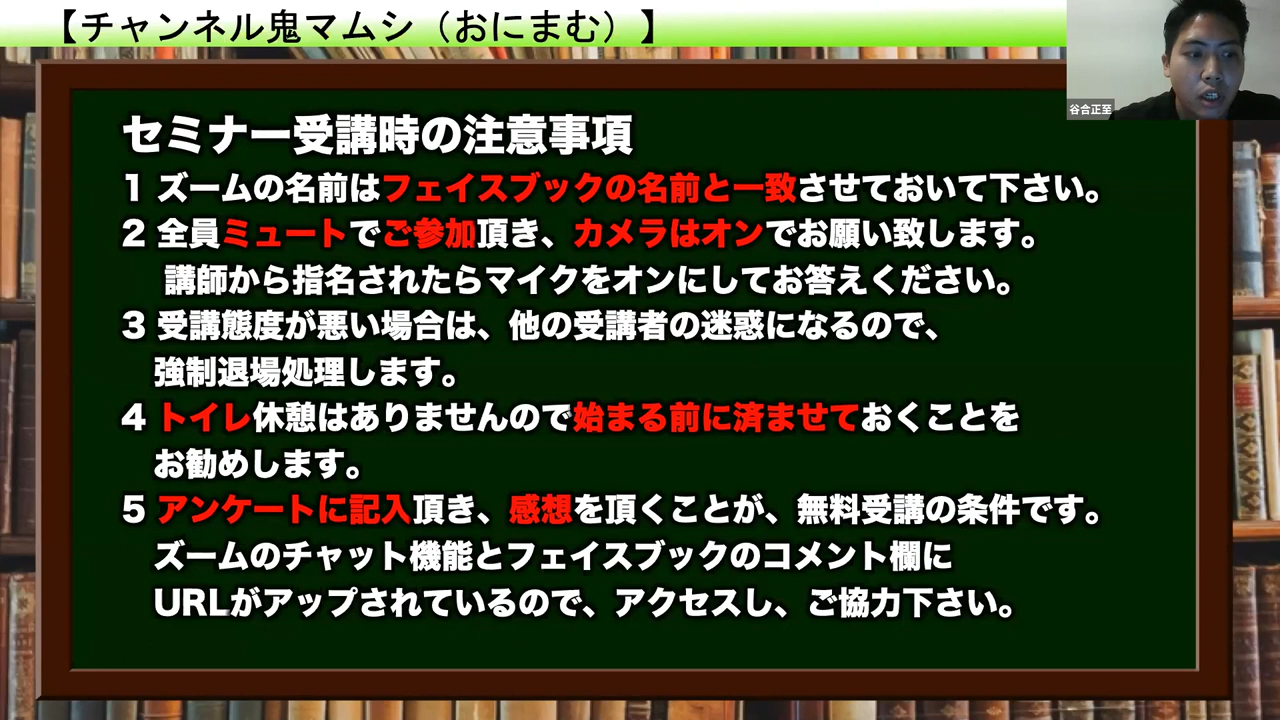 【チャンネル鬼マムシ（おにまむ）】
谷合正至
セミナー受講時の注意事項
1 ズームの名前はフェイスブックの名前と一致させておいて下さい。
2 全員ミュートでご参加頂き、カメラはオンでお願い致します。
講師から指名されたらマイクをオンにしてお答えください。
3 受講態度が悪い場合は、他の受講者の迷惑になるので、
強制退場処理します。
4 トイレ休憩はありませんので始まる前に済ませておくことを
お勧めします。
5 アンケートに記入頂き、感想を頂くことが、無料受講の条件です。
ズームのチャット機能とフェイスブックのコメント欄に
URLがアップされているので、アクセスし、ご協力下さい。